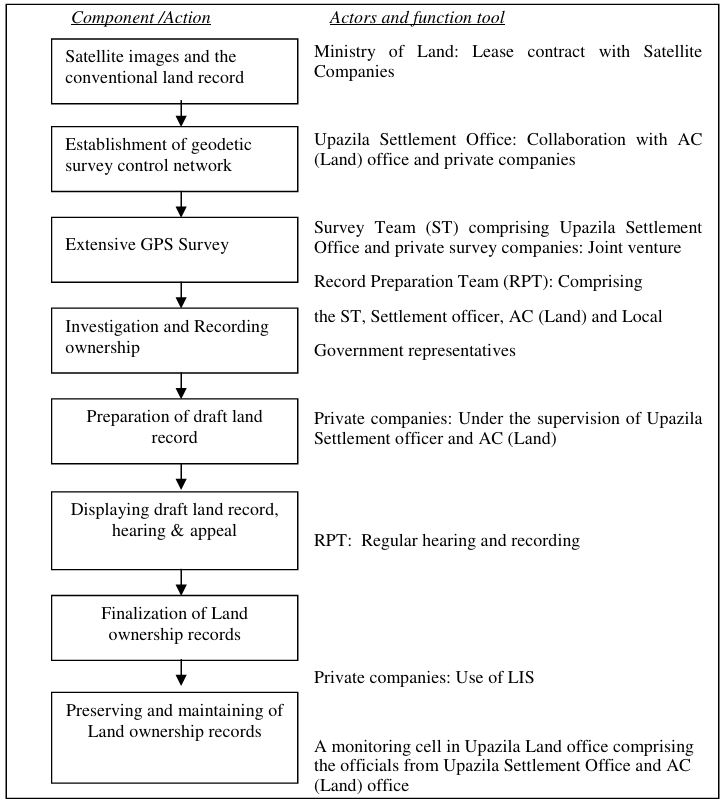 Component /Action
Actors and function tool
Satellite images and the
conventional land record
Ministry of Land: Lease contract with Satellite
Companies
Establishment of geodetic
survey control network
Upazila Settlement Office: Collaboration with AC
(Land) office and private companies
Extensive GPS Survey
Survey Team (ST) comprising Upazila Settlement
Office and private survey companies: Joint venture
Investigation and Recording
ownership
Record Preparation Team (RPT): Comprising
the ST, Settlement officer, AC (Land) and Local
Government representatives
Preparation of draft land
record
Private companies: Under the supervision of Upazila
Settlement officer and AC (Land)
Displaying draft land record,
hearing & appeal
RPT: Regular hearing and recording
Finalization of Land
ownership records
Private companies: Use of LIS
Preserving and maintaining of
Land ownership records
A monitoring cell in Upazila Land office comprising
the officials from Upazila Settlement Office and AC
(Land) office